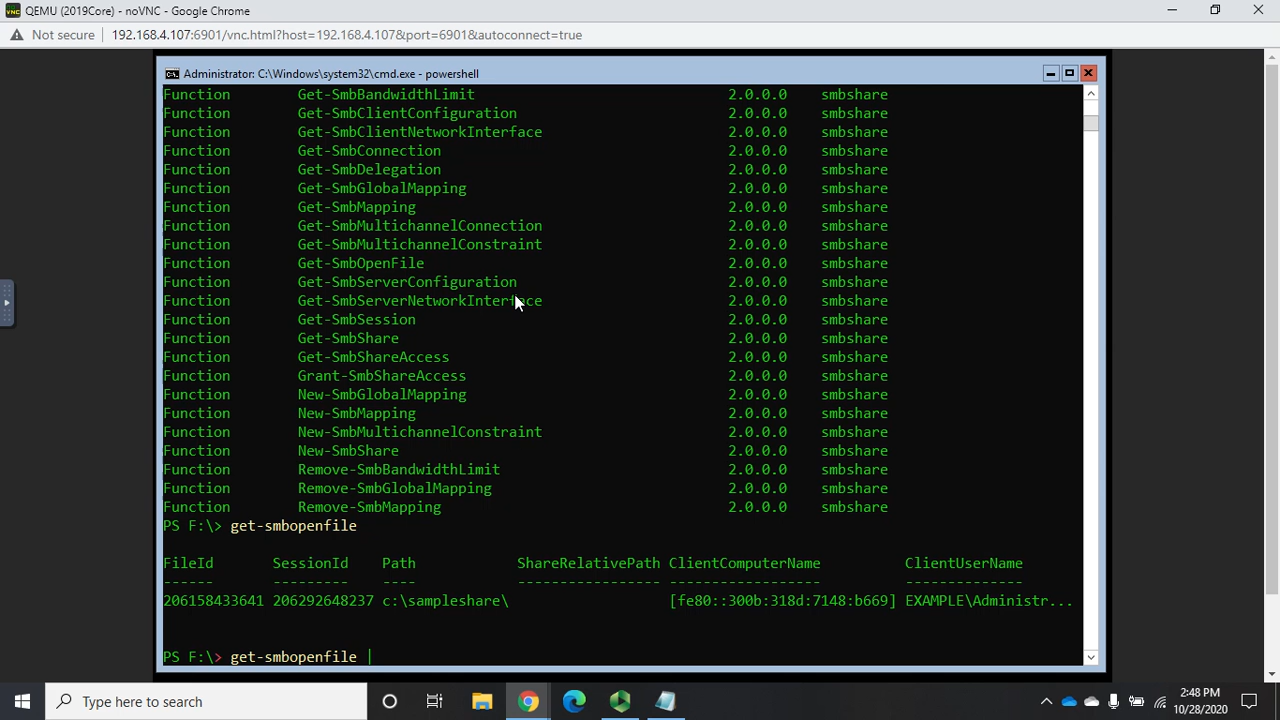 QEMU (2019Core) - noVNC - Google Chrome
Not secure 192.168.4.107:6901/vnc.html?host=192.168.4.107&port=6901&autoconnect=true
Administrator: C:\Windows\system32\cmd.exe - powershell
Function Get-SmbBandwidthLimit 2.0.0.0 smbshare
Function Get-SmbClientConfiguration 2.0.0.0 smbshare
Function Get-SmbClientNetworkInterface 2.0.0.0 smbshare
Function Get-SmbConnection 2.0.0.0 smbshare
Function Get-SmbDelegation 2.0.0.0 smbshare
Function Get-SmbGlobalMapping 2.0.0.0 smbshare
Function Get-SmbMapping 2.0.0.0 smbshare
Function Get-SmbMultichannelConnection 2.0.0.0 smbshare
Function Get-SmbMultichannelConstraint 2.0.0.0 smbshare
Function Get-SmbOpenFile 2.0.0.0 smbshare
Function Get-SmbServerConfiguration 2.0.0.0 smbshare
Function Get-SmbServerNetworkInterface 2.0.0.0 smbshare
Function Get-SmbSession 2.0.0.0 smbshare
Function Get-SmbShare 2.0.0.0 smbshare
Function Get-SmbShareAccess 2.0.0.0 smbshare
Function Grant-SmbShareAccess 2.0.0.0 smbshare
Function New-SmbGlobalMapping 2.0.0.0 smbshare
Function New-SmbMapping 2.0.0.0 smbshare
Function New-SmbMultichannelConstraint 2.0.0.0 smbshare
Function New-SmbShare 2.0.0.0 smbshare
Function Remove-SmbBandwidthLimit 2.0.0.0 smbshare
Function Remove-SmbGlobalMapping 2.0.0.0 smbshare
Function Remove-SmbMapping 2.0.0.0 smbshare
PS F:\> get-smbopenfile
FileId SessionId Path ShareRelativePath ClientComputerName ClientUserName
------ --------- ---- ----------------- ------------------ --------------
206158433641 206292648237 c:\sampleshare\ [fe80::300b:318d:7148:b669] EXAMPLE\Administr...
PS F:\> get-smbopenfile
Type here to search
2:48 PM
10/28/2020